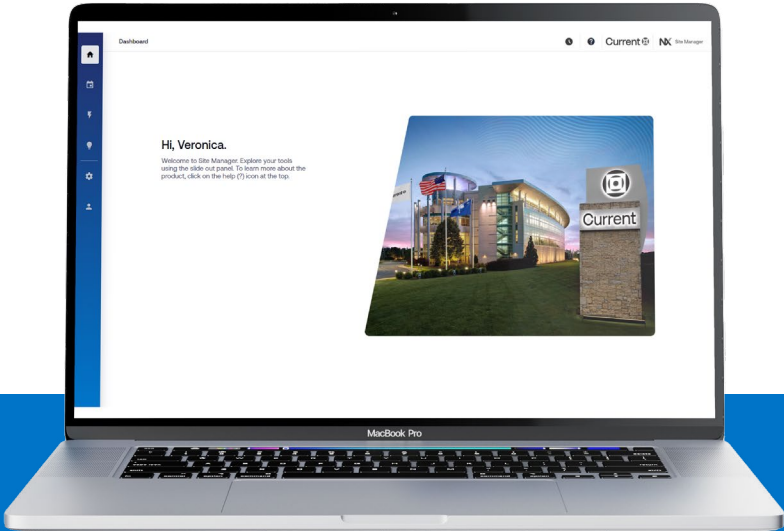 Dashboard
Current
NX Site Manager
Hi, Veronica.
Welcome to Site Manager. Explore your tools
using the slide out panel. To learn more about the
product, click on the help (?) icon at the top.
Current
MacBook Pro